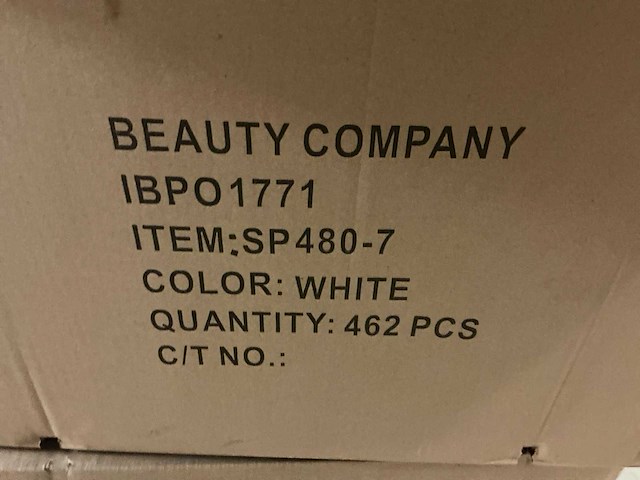 BEAUTY COMPANY
IBPO1771
ITEM:SP480-7
COLOR: WHITE
QUANTITY: 462 PCS
C/T NO.: